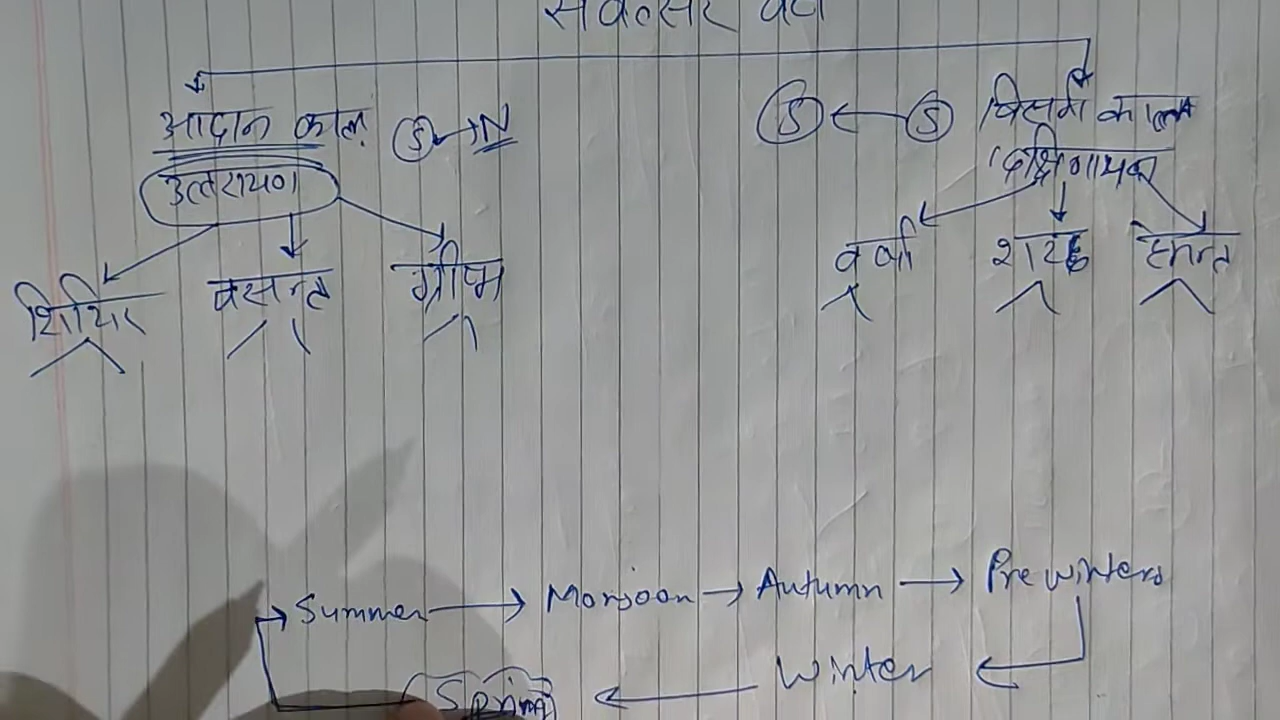 आदान काल S → N S ← S विसर्ग काल
उत्तरायण दक्षिणायन
शिशिर वसन्त ग्रीष्म वर्षा शरद हेमन्त
→ Summer → Monsoon → Autumn → Pre winters
Spring ← Winter ←